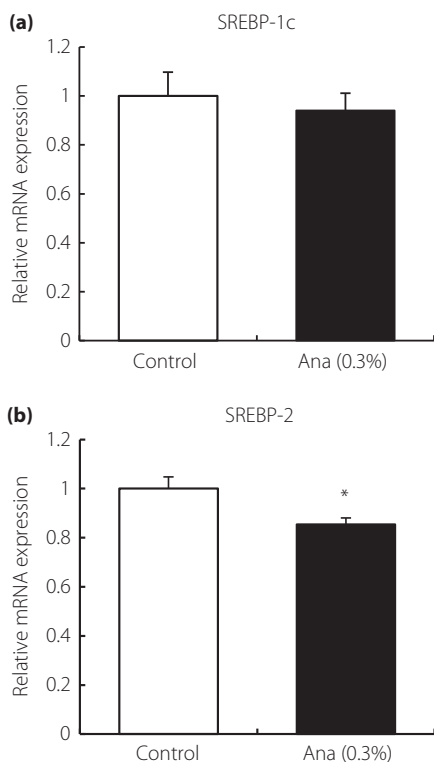 (a) SREBP-1c
1.2
1
0.8
0.6
0.4
0.2
0
Relative mRNA expression
Control Ana (0.3%)
(b) SREBP-2
1.2
1
0.8
0.6
0.4
0.2
0
Relative mRNA expression
*
Control Ana (0.3%)